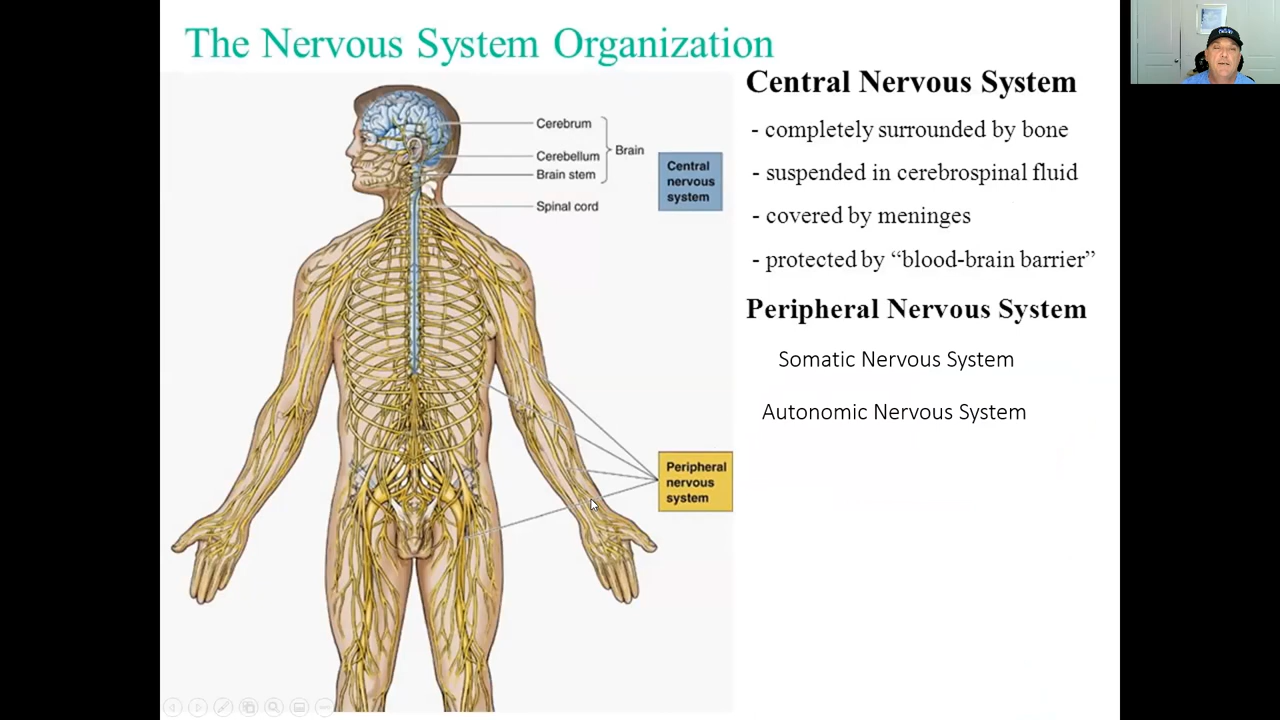 The Nervous System Organization
Cerebrum
Cerebellum
Brain stem
Brain
Spinal cord
Central
nervous
system
Peripheral
nervous
system
Central Nervous System
- completely surrounded by bone
- suspended in cerebrospinal fluid
- covered by meninges
- protected by “blood-brain barrier”
Peripheral Nervous System
Somatic Nervous System
Autonomic Nervous System